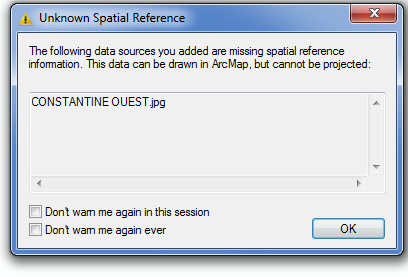 Unknown Spatial Reference
The following data sources you added are missing spatial reference
information. This data can be drawn in ArcMap, but cannot be projected:
CONSTANTINE OUEST.jpg
Don't warn me again in this session
Don't warn me again ever
OK